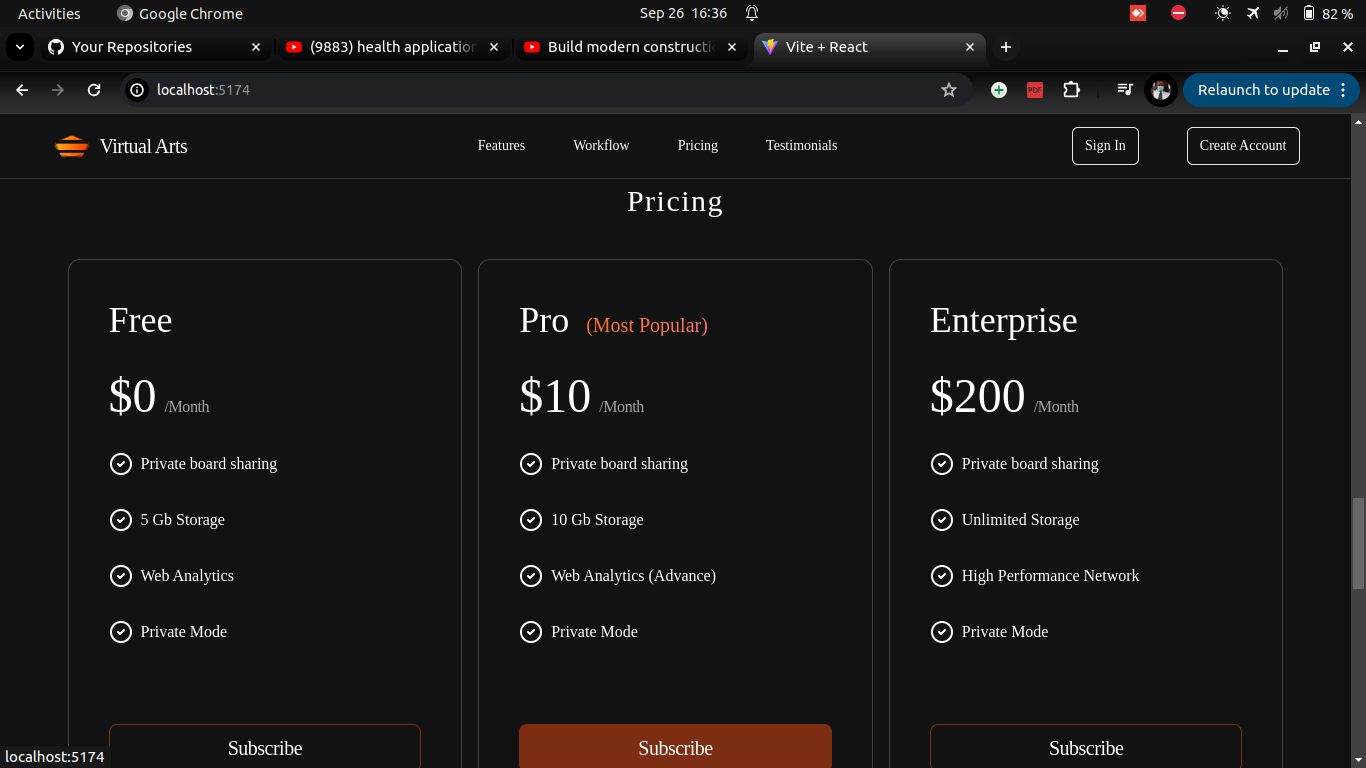 Activities Google Chrome Sep 26 16:36 82 %
Your Repositories (9883) health application Build modern constructi Vite + React
localhost:5174 PDF Relaunch to update
Virtual Arts Features Workflow Pricing Testimonials Sign In Create Account
Pricing
Free Pro (Most Popular) Enterprise
$0 /Month $10 /Month $200 /Month
Private board sharing Private board sharing Private board sharing
5 Gb Storage 10 Gb Storage Unlimited Storage
Web Analytics Web Analytics (Advance) High Performance Network
Private Mode Private Mode Private Mode
Subscribe Subscribe Subscribe
localhost:5174